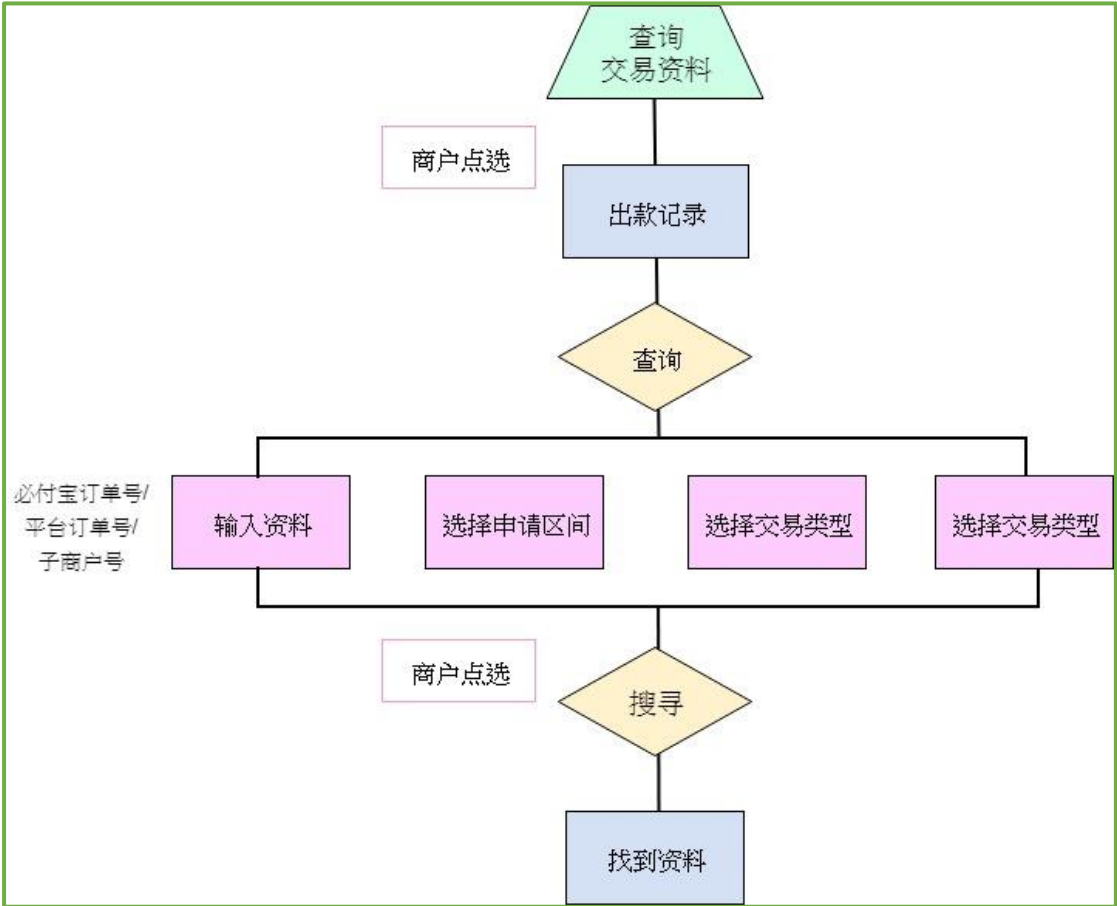 查询
交易资料
商户点选
出款记录
查询
必付宝订单号/
平台订单号/
子商户号
输入资料
选择申请区间
选择交易类型
选择交易类型
商户点选
搜寻
找到资料